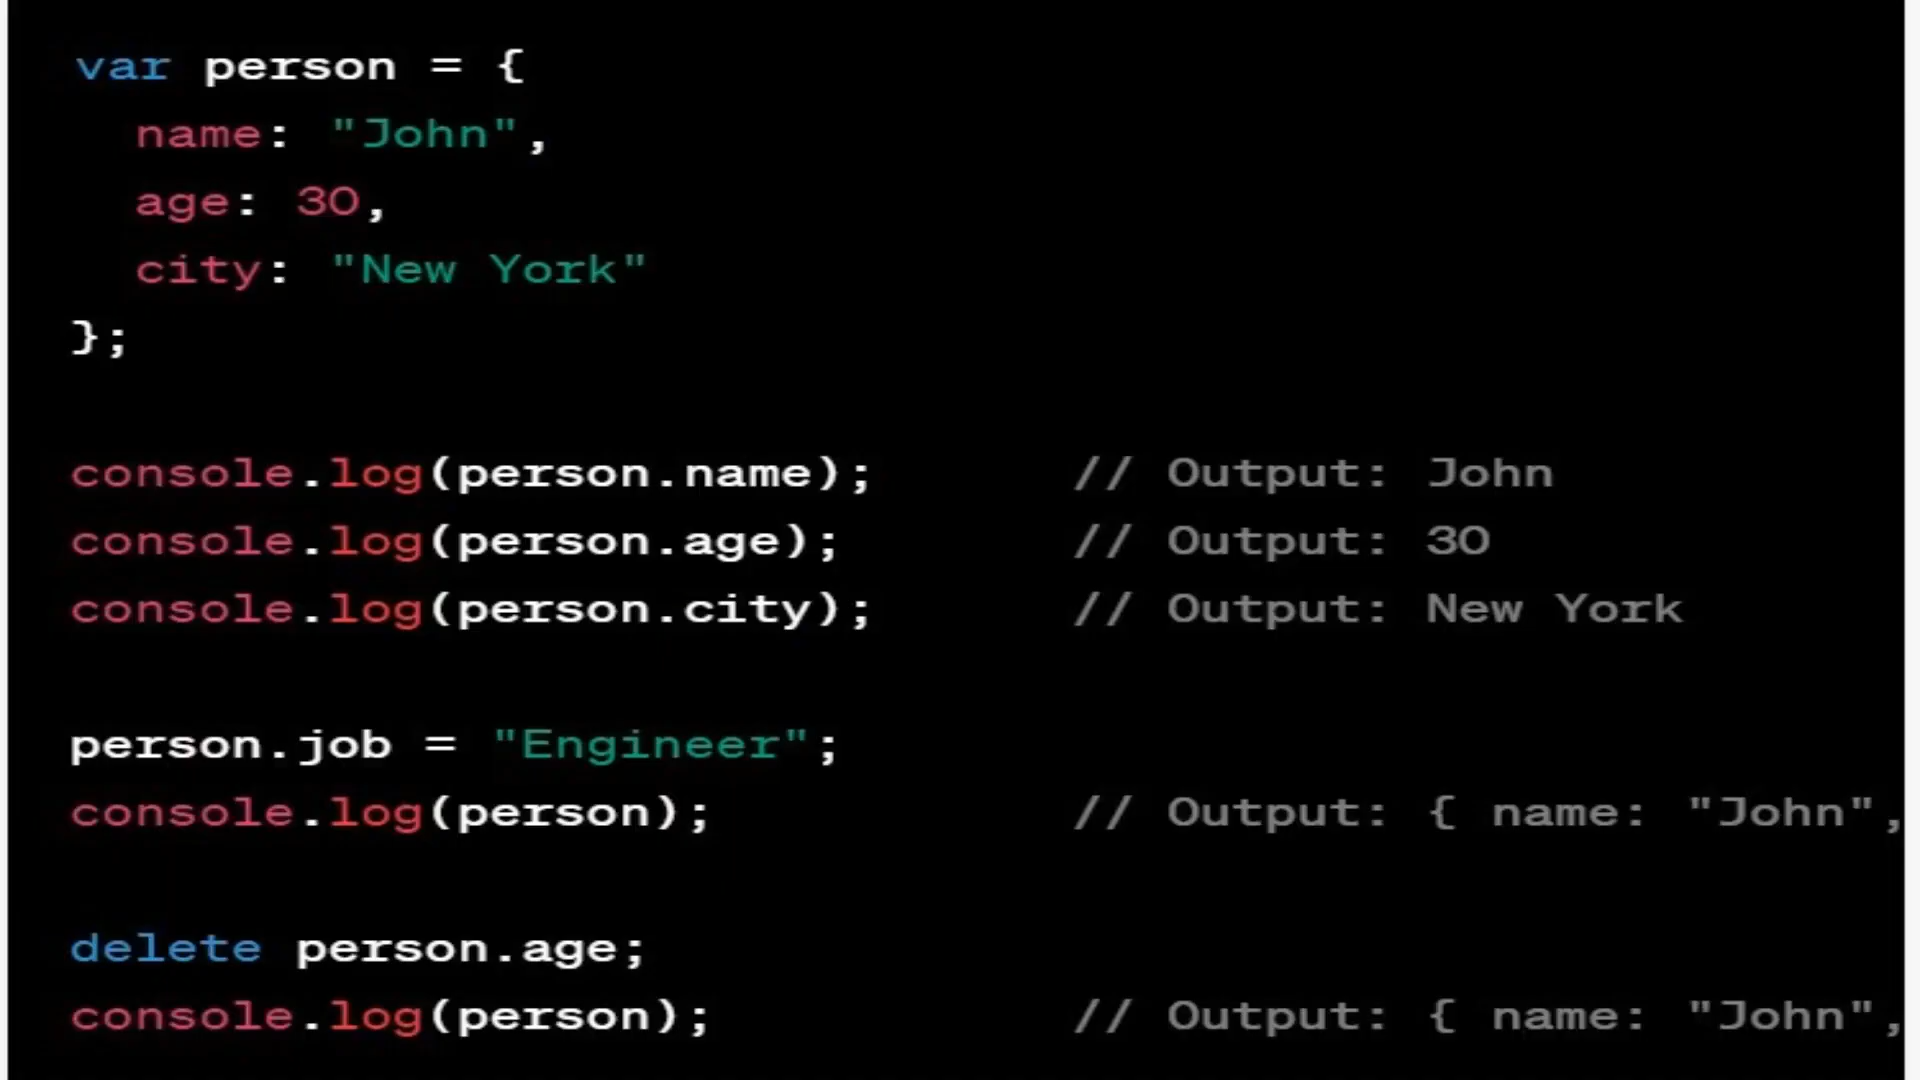 var person = {
  name: "John",
  age: 30,
  city: "New York"
};
console.log(person.name);          // Output: John
console.log(person.age);           // Output: 30
console.log(person.city);          // Output: New York
person.job = "Engineer";
console.log(person);               // Output: { name: "John",
delete person.age;
console.log(person);               // Output: { name: "John",